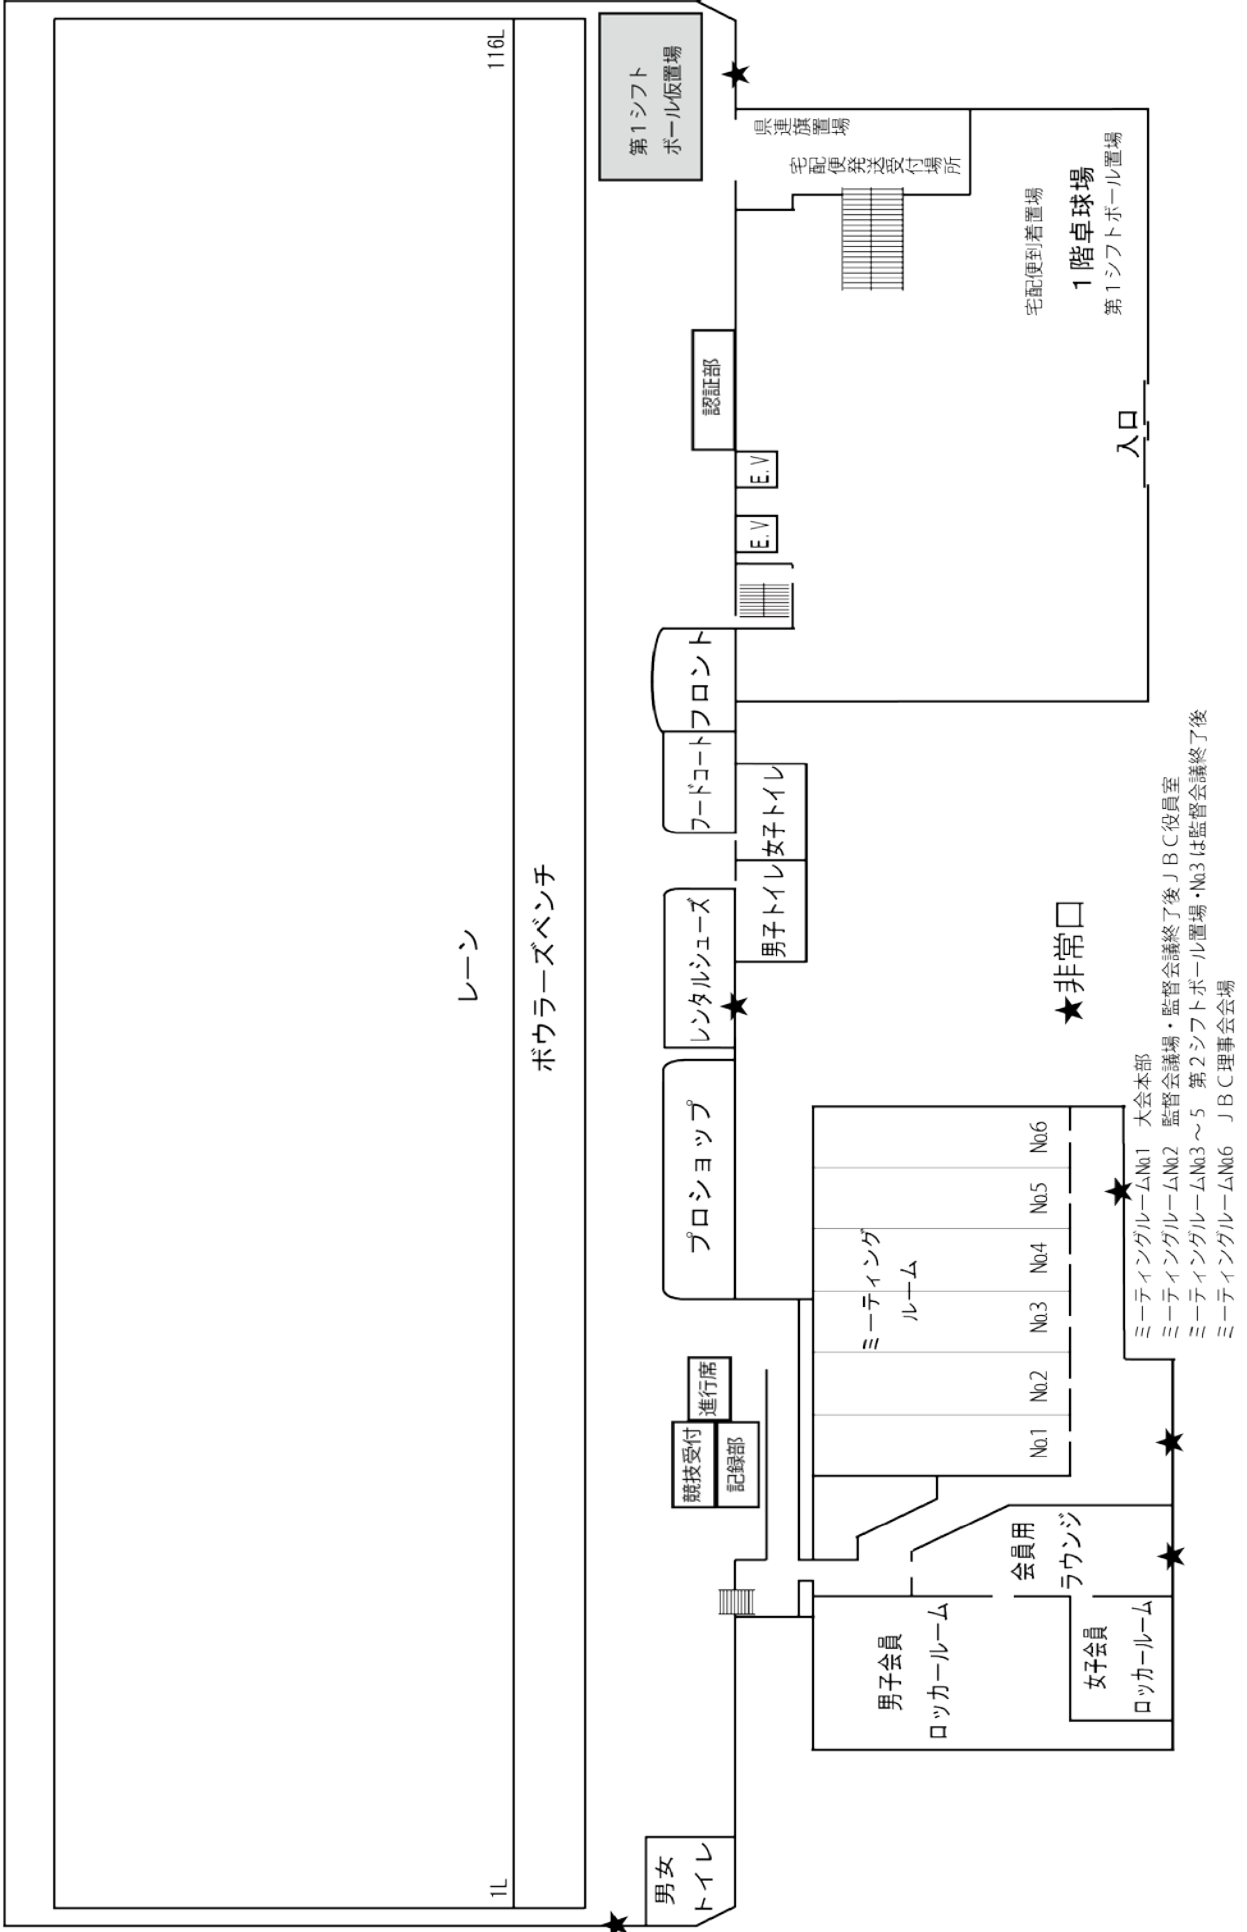 1L
116L
レーン
ボウラーズベンチ
第１シフト
ボール仮置場
男女
トイレ
競技受付
記録部
進行席
プロショップ
レンタルシューズ
フードコート
フロント
認証部
男子トイレ
女子トイレ
E.V
E.V
県連旗置場
宅配便発送受付場所
宅配便到着置場
１階卓球場
第１シフトボール置場
入口
ミーティング
ルーム
№1
№2
№3
№4
№5
№6
男子会員
ロッカールーム
会員用
ラウンジ
女子会員
ロッカールーム
★非常口
ミーティングルーム№1　大会本部
ミーティングルーム№2　監督会議場・監督会議終了後ＪＢＣ役員室
ミーティングルーム№3～5　第２シフトボール置場・№3は監督会議終了後
ミーティングルーム№6　ＪＢＣ理事会会場